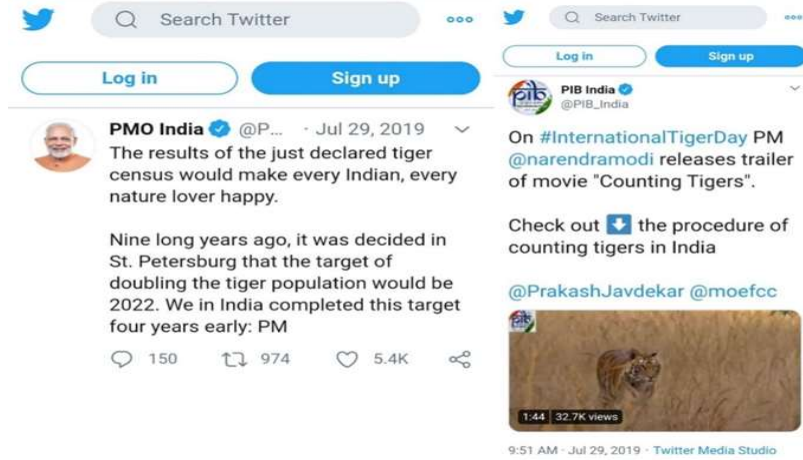 Search Twitter
Log in
Sign up
PMO India @P... · Jul 29, 2019
The results of the just declared tiger
census would make every Indian, every
nature lover happy.
Nine long years ago, it was decided in
St. Petersburg that the target of
doubling the tiger population would be
2022. We in India completed this target
four years early: PM
150 974 5.4K
Search Twitter
Log in
Sign up
pib
PIB India
@PIB_India
On #InternationalTigerDay PM
@narendramodi releases trailer
of movie "Counting Tigers".
Check out ⬇ the procedure of
counting tigers in India
@PrakashJavdekar @moefcc
1:44 32.7K views
9:51 AM · Jul 29, 2019 · Twitter Media Studio